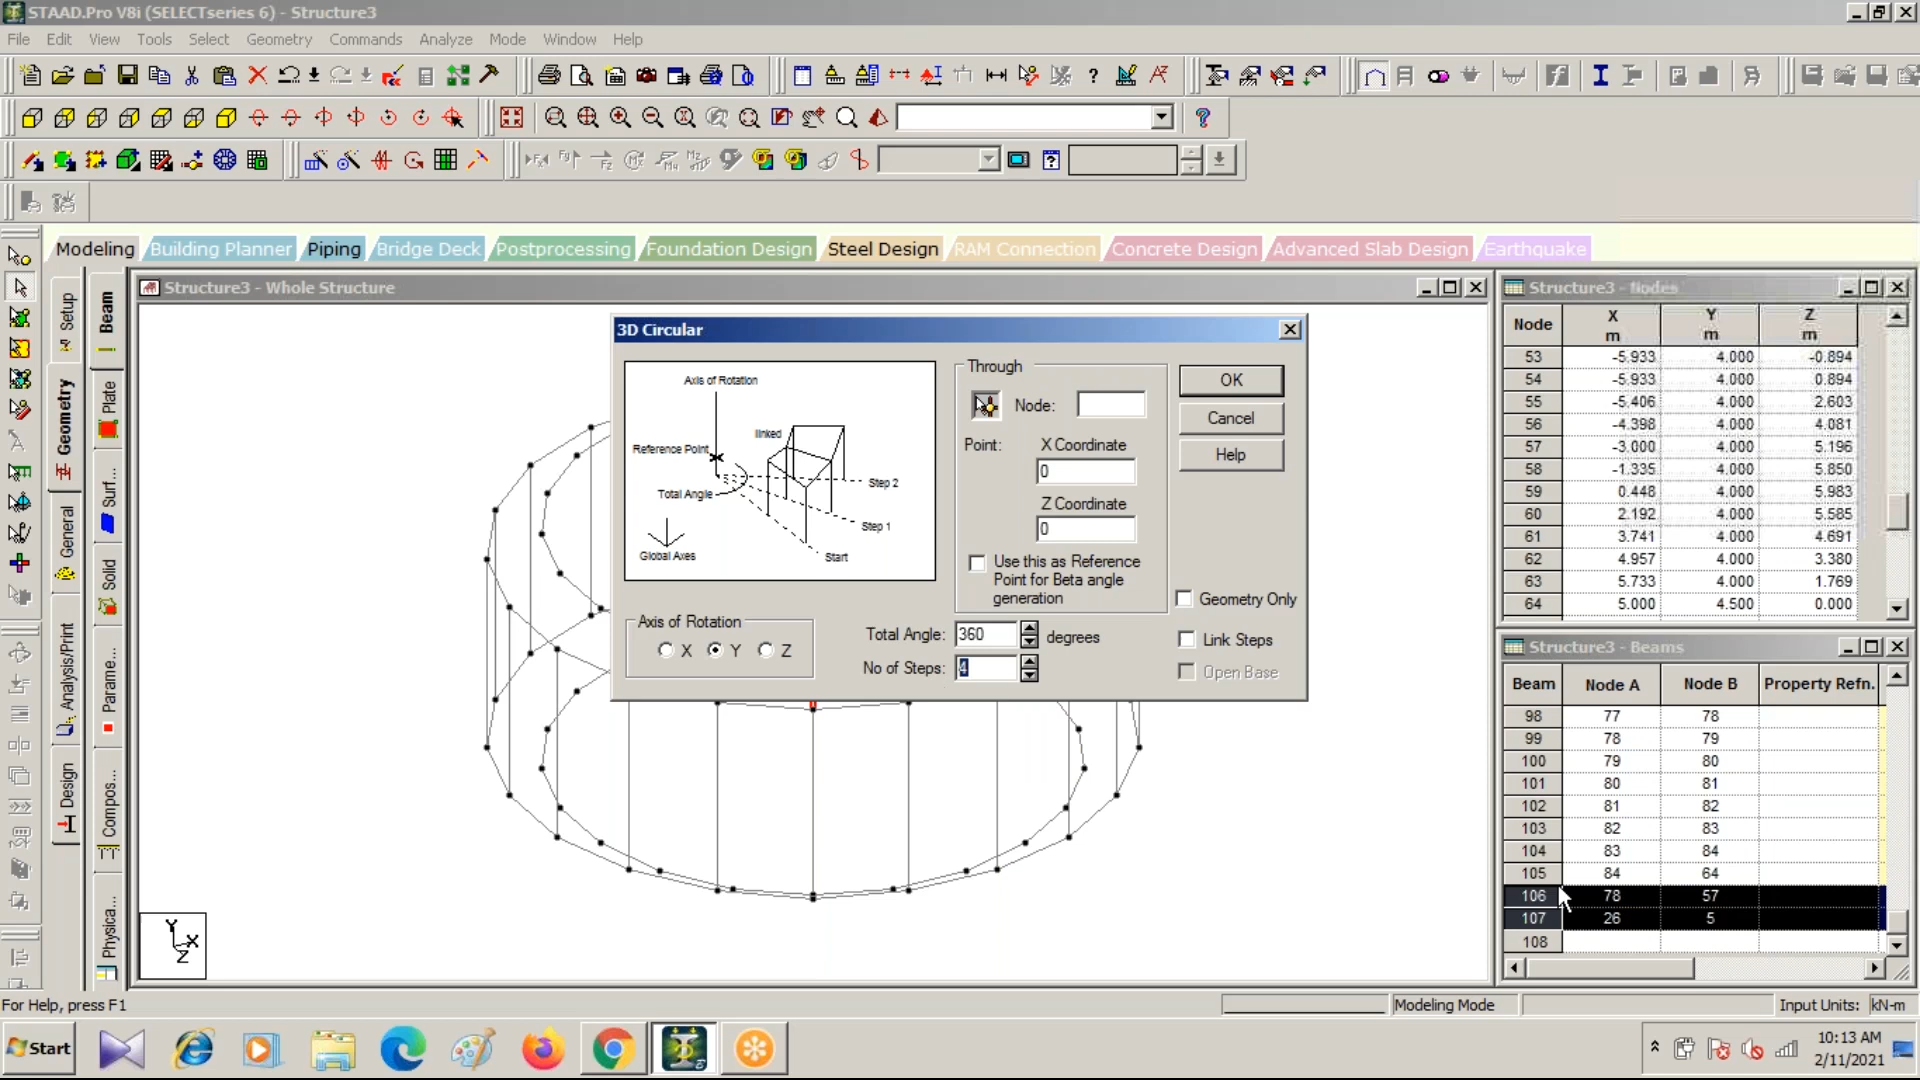 STAAD.Pro V8i (SELECTseries 6) - Structure3
File Edit View Tools Select Geometry Commands Analyze Mode Window Help
Modeling Building Planner Piping Bridge Deck Postprocessing Foundation Design Steel Design RAM Connection Concrete Design Advanced Slab Design Earthquake
Setup
Geometry
General
Analysis/Print
Design
Beam
Plate
Surf...
Solid
Parame...
Compos...
Physica...
Structure3 - Whole Structure
3D Circular
Axis of Rotation
Reference Point
linked
Total Angle
Step 2
Step 1
Start
Global Axes
Through
Node:
Point:
X Coordinate
0
Z Coordinate
0
Use this as Reference
Point for Beta angle
generation
OK
Cancel
Help
Geometry Only
Axis of Rotation
X Y Z
Total Angle: 360 degrees
Link Steps
No of Steps: 4
Open Base
Y
X
Z
Structure3 - Nodes
Node X m Y m Z m
53 -5.933 4.000 -0.894
54 -5.933 4.000 0.894
55 -5.406 4.000 2.603
56 -4.398 4.000 4.081
57 -3.000 4.000 5.196
58 -1.335 4.000 5.850
59 0.448 4.000 5.983
60 2.192 4.000 5.585
61 3.741 4.000 4.691
62 4.957 4.000 3.380
63 5.733 4.000 1.769
64 5.000 4.500 0.000
Structure3 - Beams
Beam Node A Node B Property Refn.
98 77 78
99 78 79
100 79 80
101 80 81
102 81 82
103 82 83
104 83 84
105 84 64
106 78 57
107 26 5
108
For Help, press F1
Modeling Mode
Input Units: kN-m
Start
10:13 AM
2/11/2021